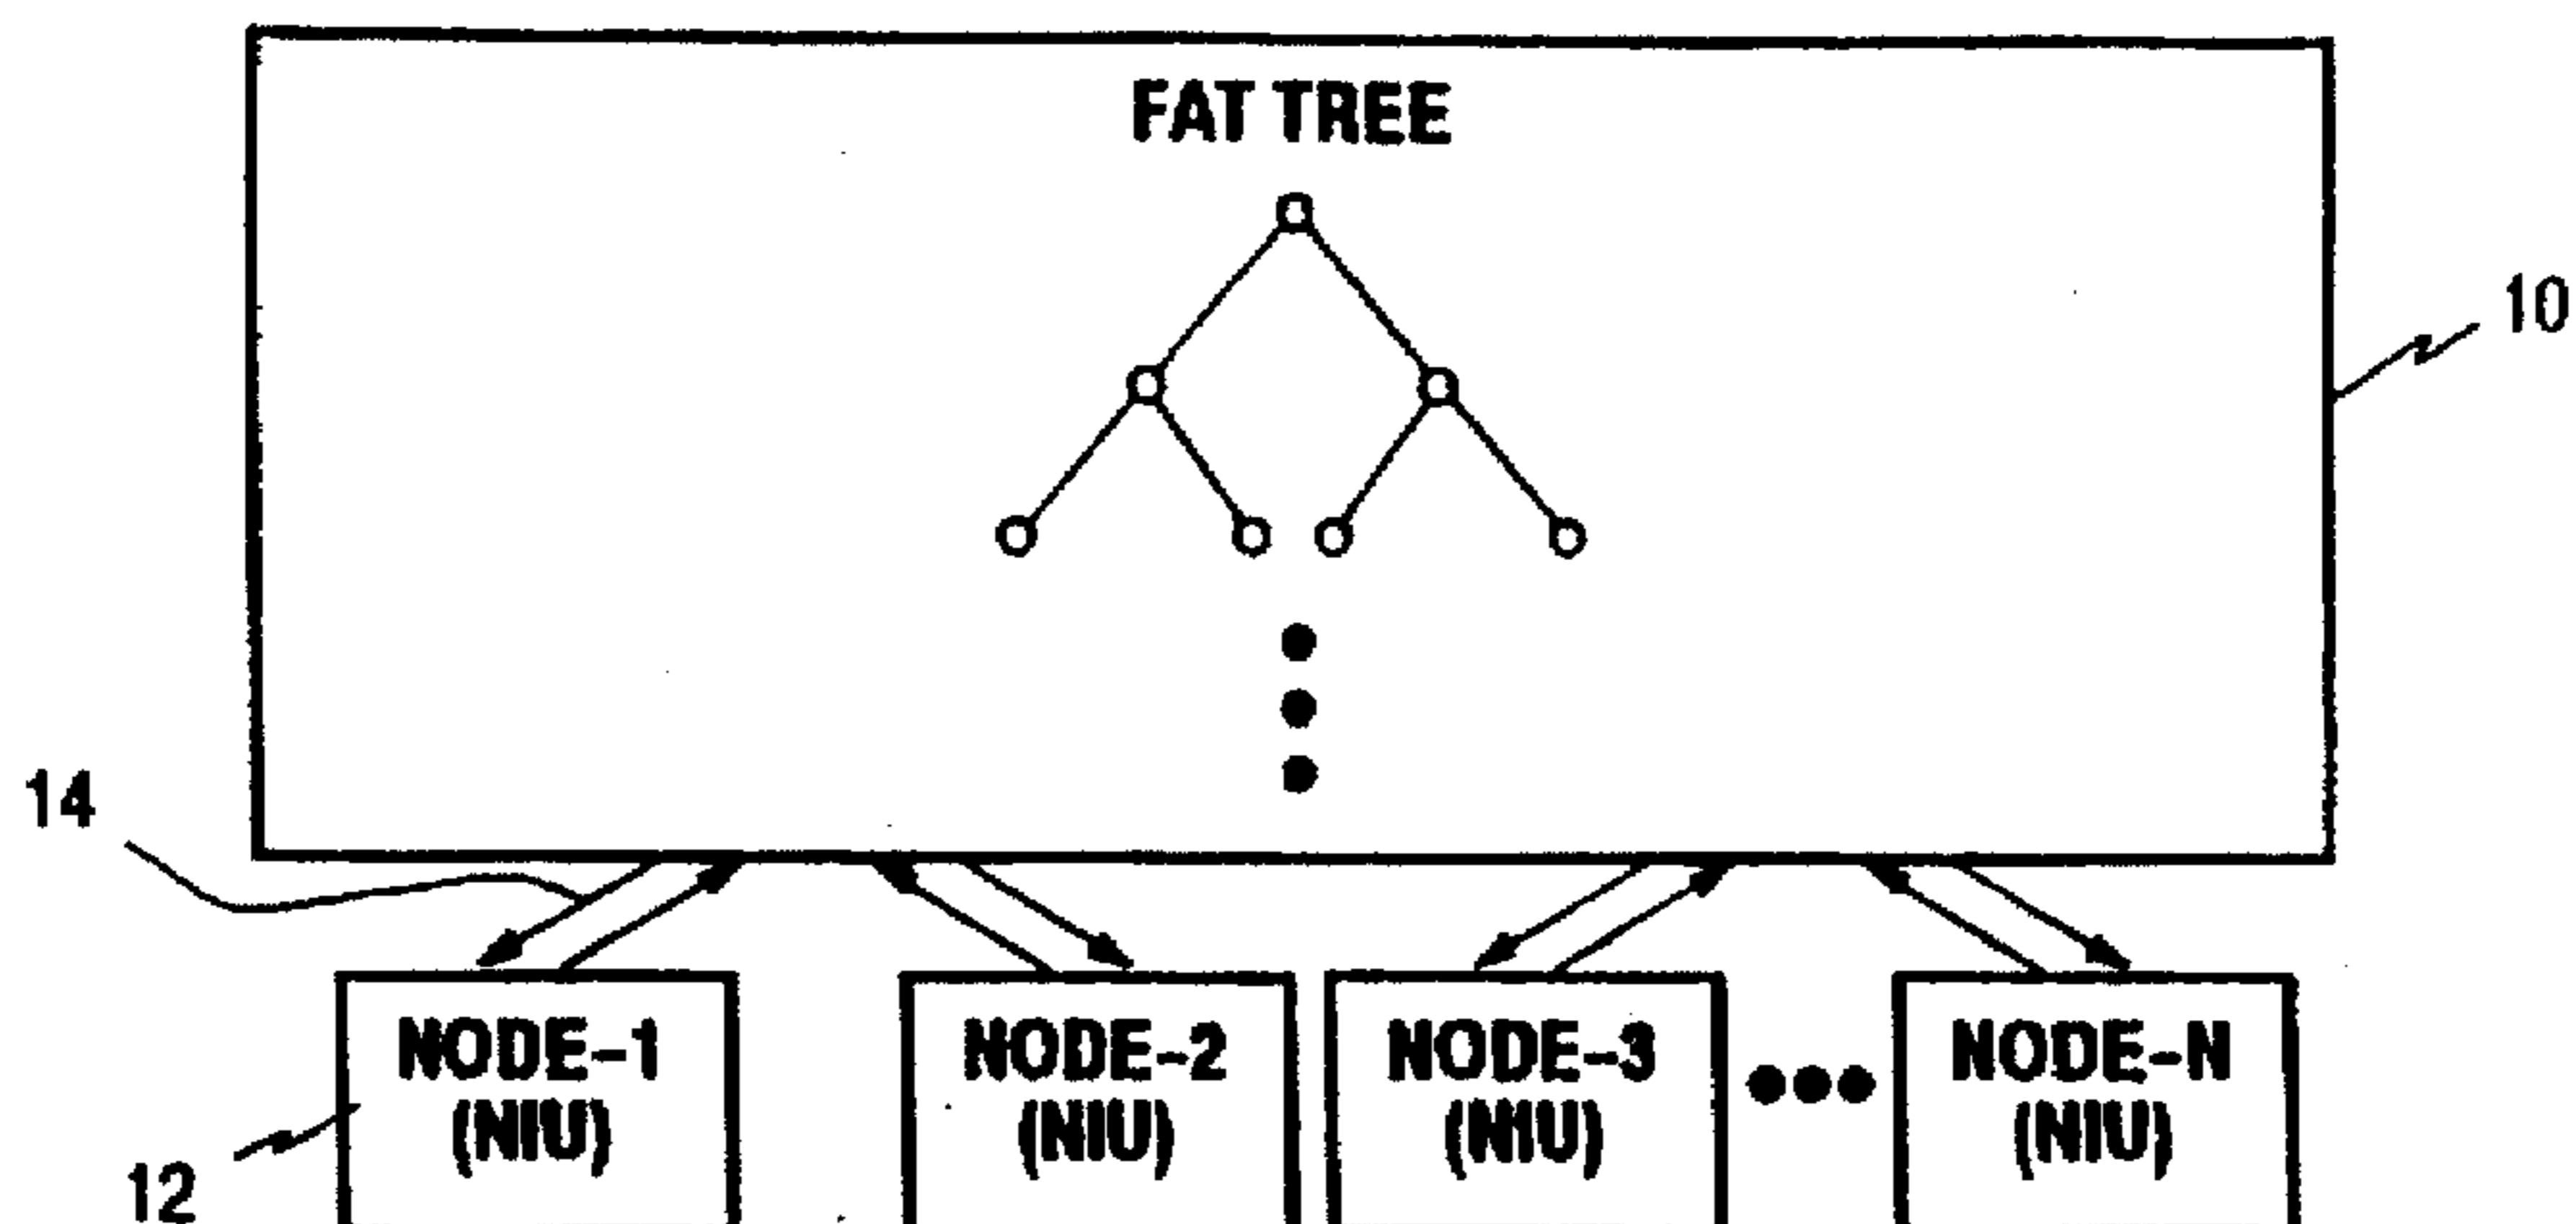 FAT TREE
10
14
NODE-1
(NIU)
NODE-2
(NIU)
NODE-3
(NIU)
NODE-N
(NIU)
12